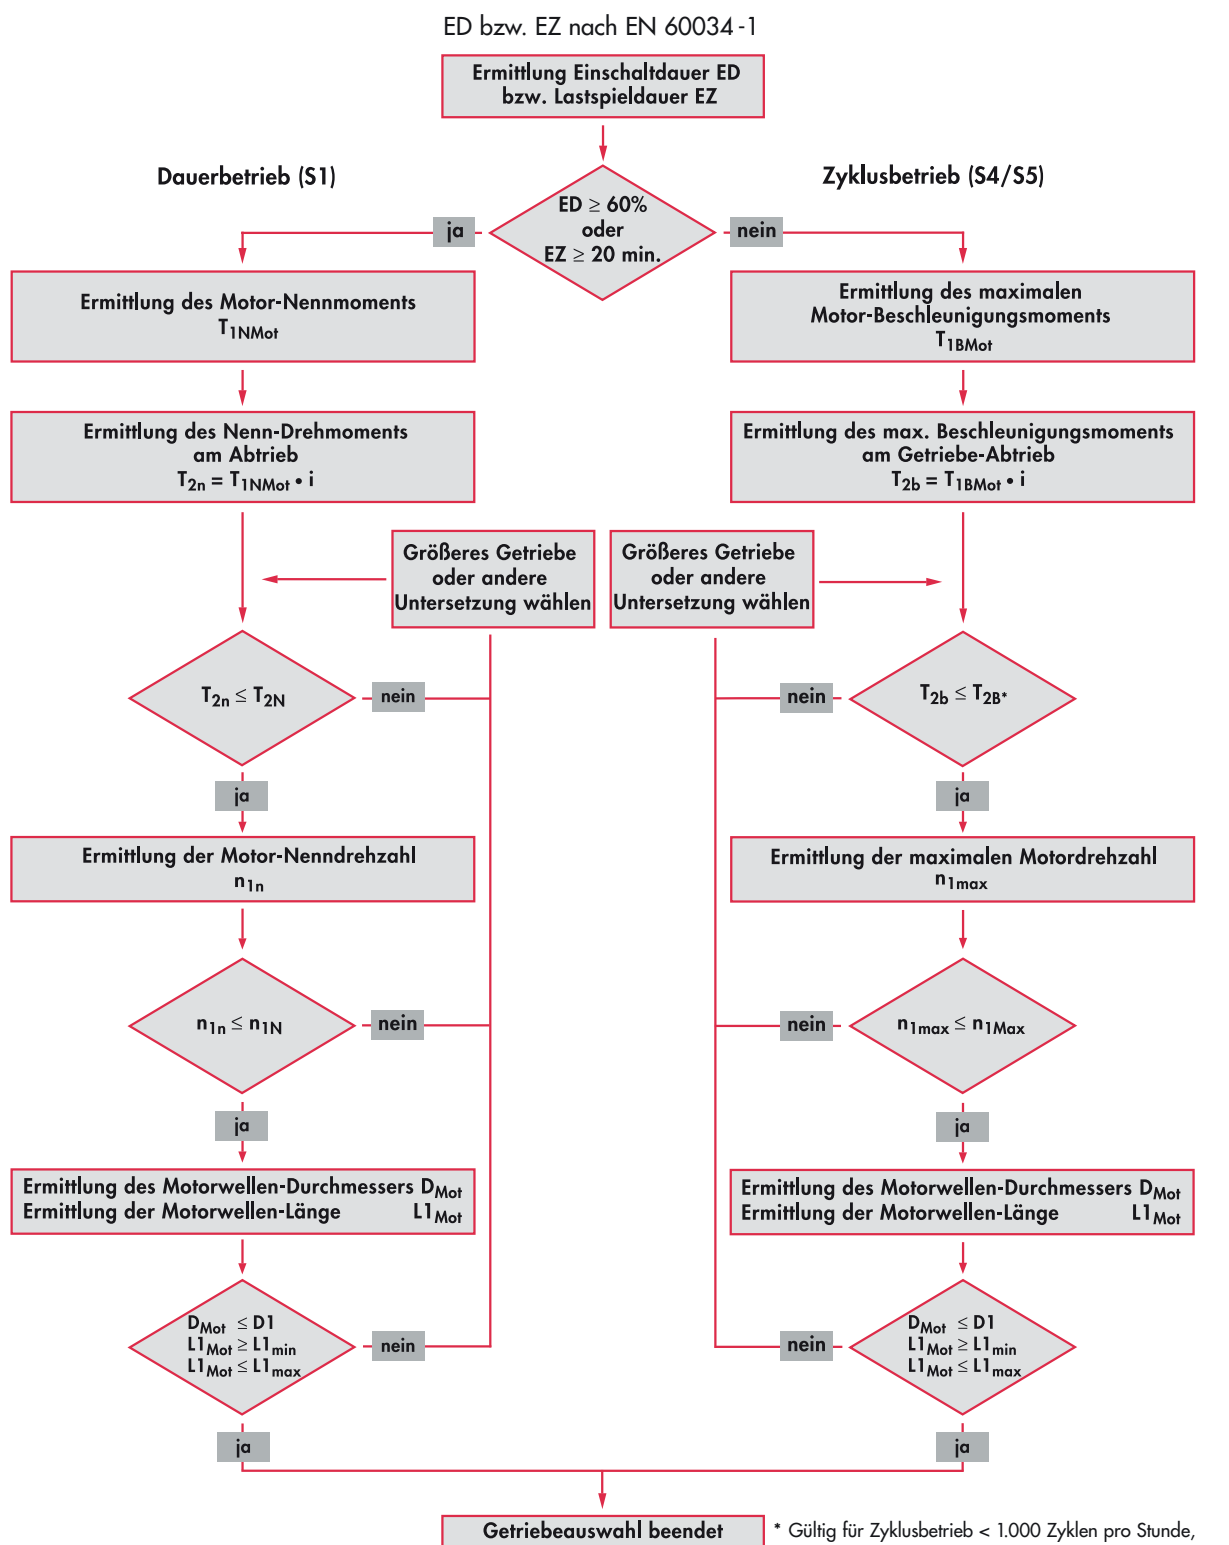 ED bzw. EZ nach EN 60034-1
Ermittlung Einschaltdauer ED
bzw. Lastspieldauer EZ
Dauerbetrieb (S1)
Zyklusbetrieb (S4/S5)
ED ≥ 60%
oder
EZ ≥ 20 min.
ja
nein
Ermittlung des Motor-Nennmoments
T1NMot
Ermittlung des maximalen
Motor-Beschleunigungsmoments
T1BMot
Ermittlung des Nenn-Drehmoments
am Abtrieb
T2n = T1NMot • i
Ermittlung des max. Beschleunigungsmoments
am Getriebe-Abtrieb
T2b = T1BMot • i
Größeres Getriebe
oder andere
Untersetzung wählen
Größeres Getriebe
oder andere
Untersetzung wählen
T2n ≤ T2N
nein
nein
T2b ≤ T2B*
ja
ja
Ermittlung der Motor-Nenndrehzahl
n1n
Ermittlung der maximalen Motordrehzahl
n1max
n1n ≤ n1N
nein
nein
n1max ≤ n1Max
ja
ja
Ermittlung des Motorwellen-Durchmessers DMot
Ermittlung der Motorwellen-Länge L1Mot
Ermittlung des Motorwellen-Durchmessers DMot
Ermittlung der Motorwellen-Länge L1Mot
DMot ≤ D1
L1Mot ≥ L1min
L1Mot ≤ L1max
nein
nein
DMot ≤ D1
L1Mot ≥ L1min
L1Mot ≤ L1max
ja
ja
Getriebeauswahl beendet
* Gültig für Zyklusbetrieb < 1.000 Zyklen pro Stunde,